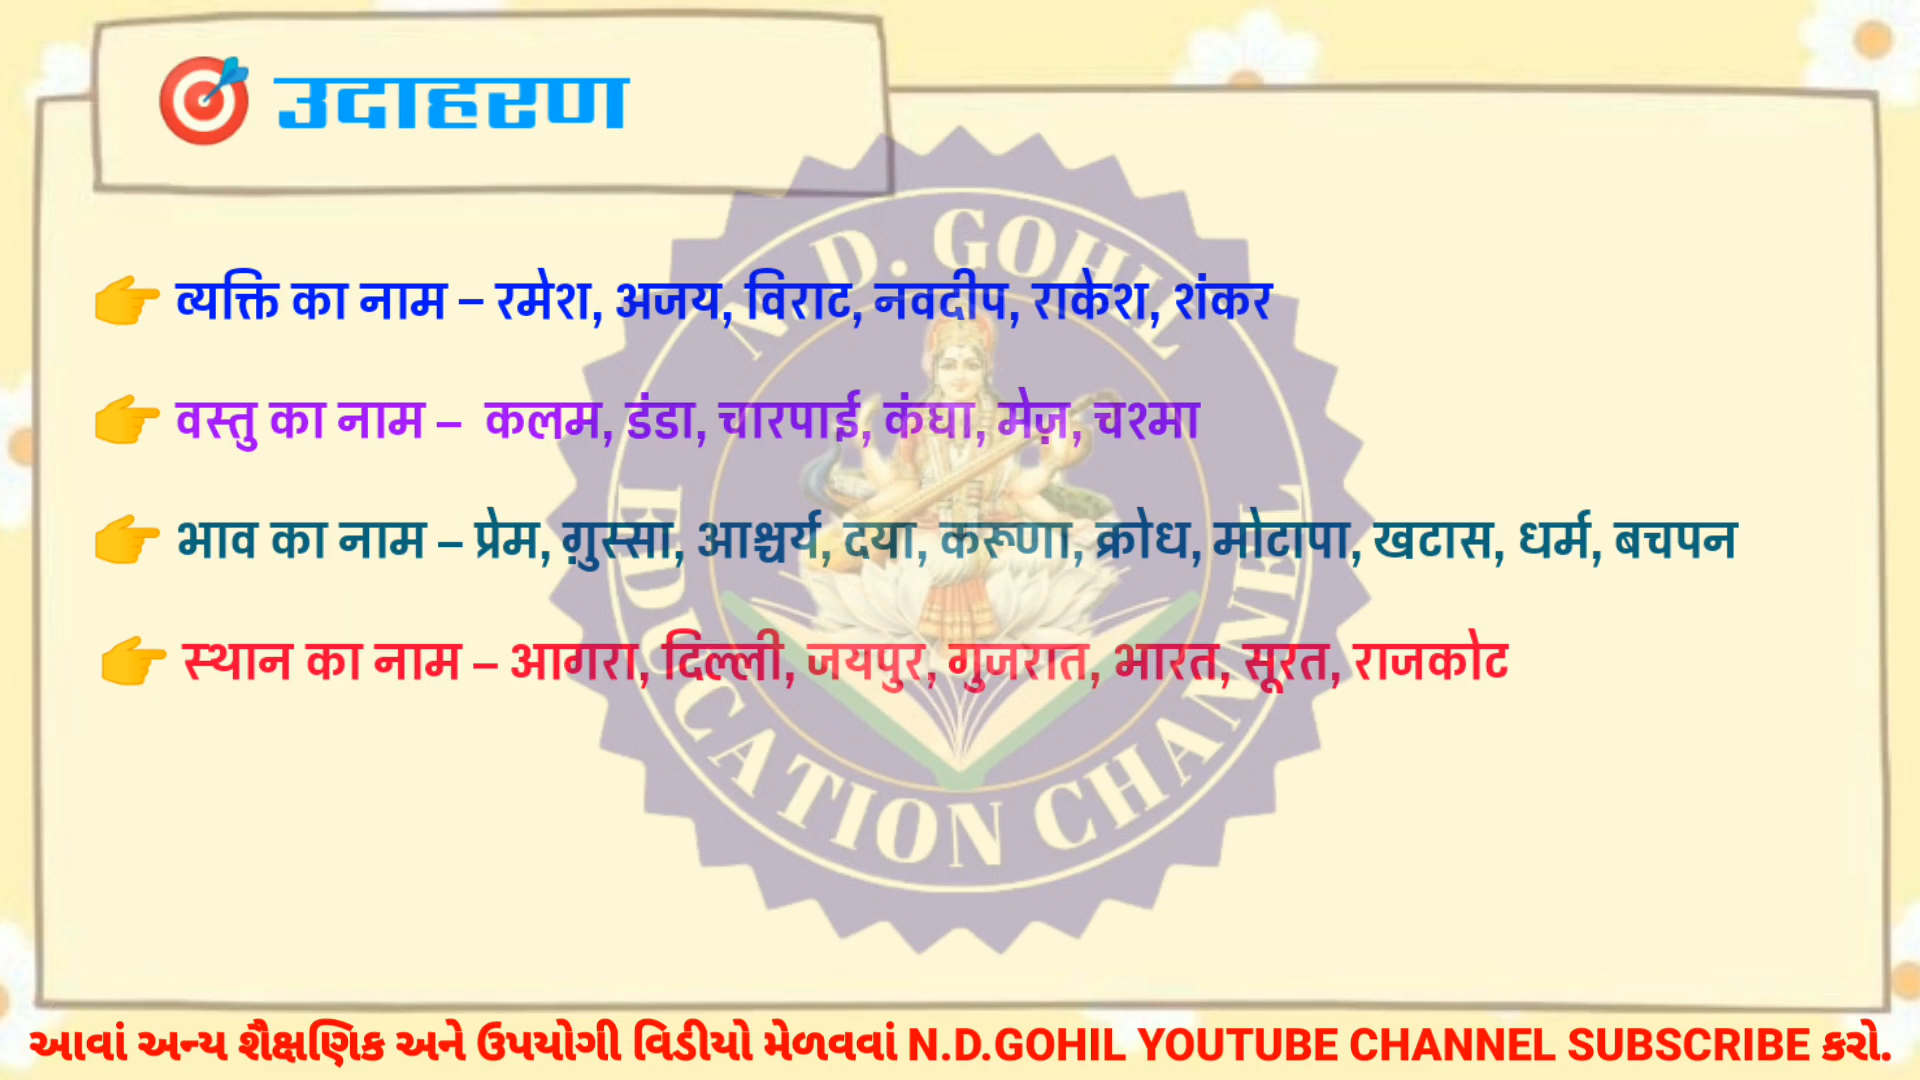 🎯 उदाहरण
👉 व्यक्ति का नाम – रमेश, अजय, विराट, नवदीप, राकेश, शंकर
👉 वस्तु का नाम – कलम, डंडा, चारपाई, कंघा, मेज़, चश्मा
👉 भाव का नाम – प्रेम, ग़ुस्सा, आश्चर्य, दया, करूणा, क्रोध, मोटापा, खटास, धर्म, बचपन
👉 स्थान का नाम – आगरा, दिल्ली, जयपुर, गुजरात, भारत, सूरत, राजकोट
N.D. GOHIL
EDUCATION CHANNEL
આવાં અન્ય શૈક્ષણિક અને ઉપયોગી વિડીયો મેળવવાં N.D.GOHIL YOUTUBE CHANNEL SUBSCRIBE કરો.